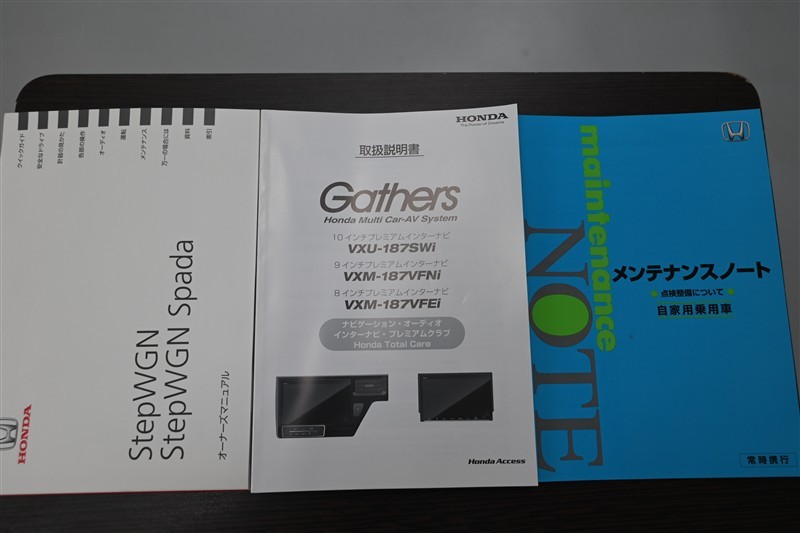 クイックガイド
安全なドライブ
計器の見かた
各部の操作
オーディオ
運転
メンテナンス
万一の場合には
資料
索引
StepWGN
StepWGN Spada
オーナーズマニュアル
HONDA
HONDA
The Power of Dreams
取扱説明書
Gathers
Honda Multi Car-AV System
10インチプレミアムインターナビ
VXU-187SWi
9インチプレミアムインターナビ
VXM-187VFNi
8インチプレミアムインターナビ
VXM-187VFEi
ナビゲーション・オーディオ
インターナビ・プレミアムクラブ
Honda Total Care
Honda Access
maintenance
NOTE
メンテナンスノート
点検整備について
自家用乗用車
常時携行